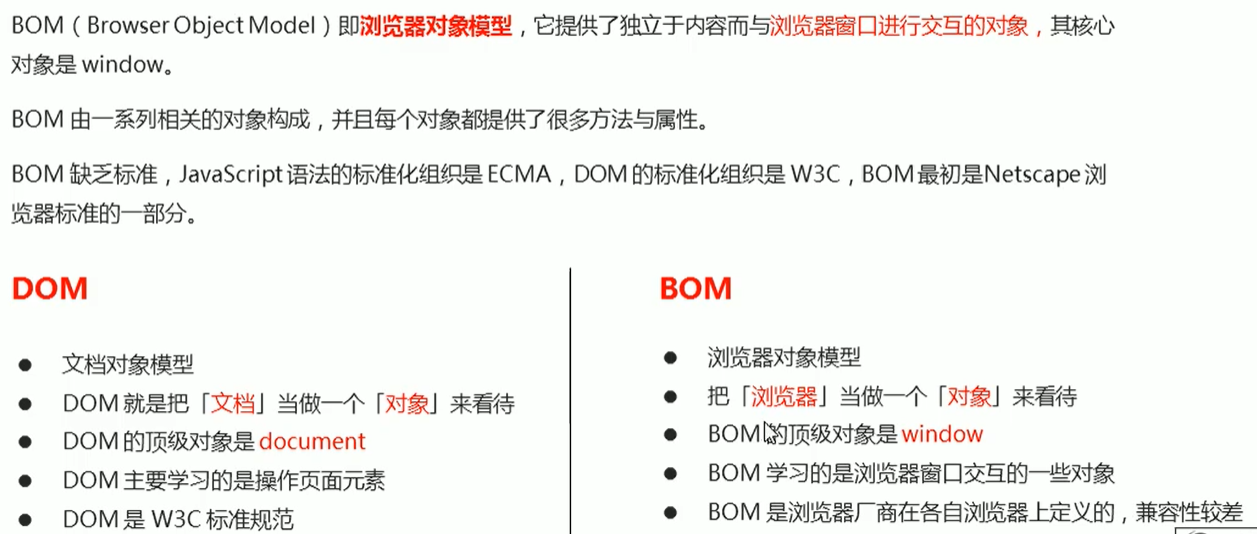 BOM（Browser Object Model）即浏览器对象模型，它提供了独立于内容而与浏览器窗口进行交互的对象，其核心
对象是 window。
BOM 由一系列相关的对象构成，并且每个对象都提供了很多方法与属性。
BOM 缺乏标准，JavaScript 语法的标准化组织是 ECMA，DOM 的标准化组织是 W3C，BOM 最初是Netscape 浏
览器标准的一部分。
DOM
● 文档对象模型
● DOM 就是把「文档」当做一个「对象」来看待
● DOM 的顶级对象是 document
● DOM 主要学习的是操作页面元素
● DOM 是 W3C 标准规范
BOM
● 浏览器对象模型
● 把「浏览器」当做一个「对象」来看待
● BOM 的顶级对象是 window
● BOM 学习的是浏览器窗口交互的一些对象
● BOM 是浏览器厂商在各自浏览器上定义的，兼容性较差